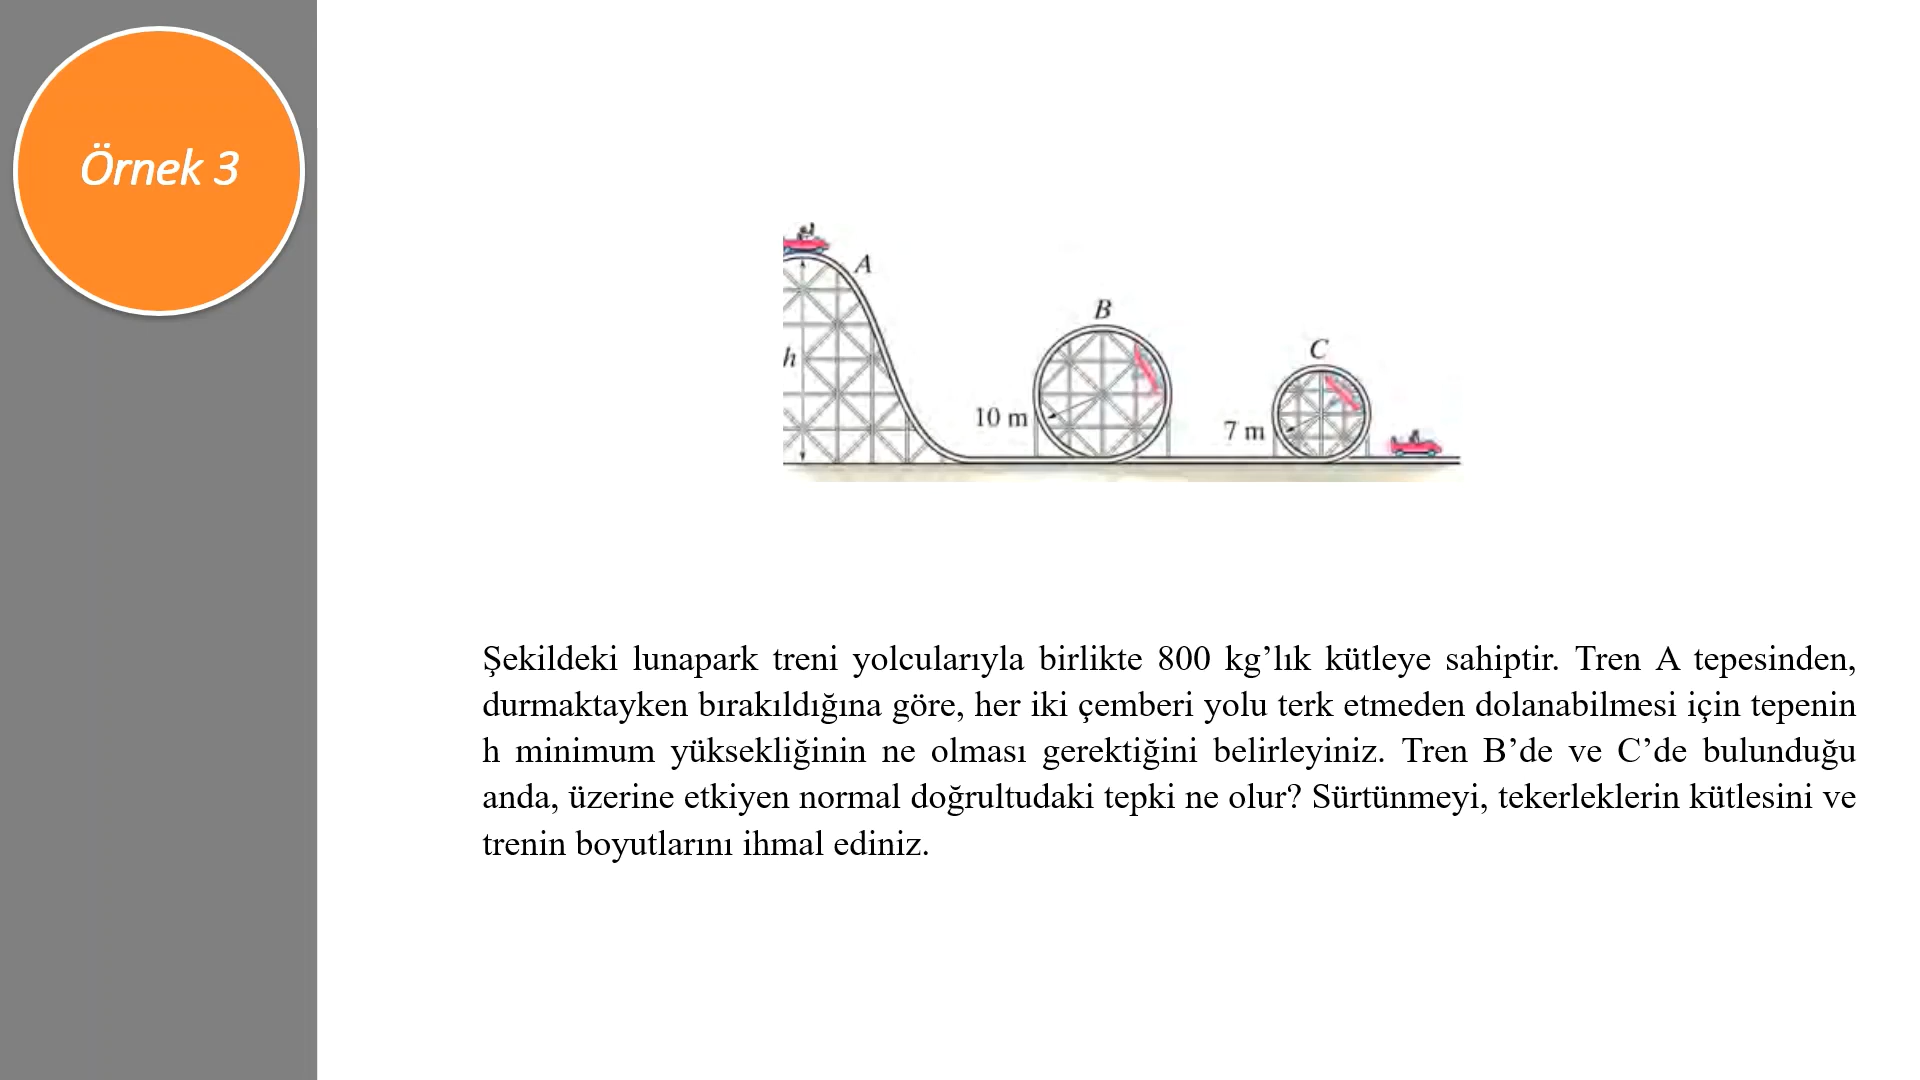 Örnek 3
A
B
h
C
10 m
7 m
Şekildeki lunapark treni yolcularıyla birlikte 800 kg’lık kütleye sahiptir. Tren A tepesinden,
durmaktayken bırakıldığına göre, her iki çemberi yolu terk etmeden dolanabilmesi için tepenin
h minimum yüksekliğinin ne olması gerektiğini belirleyiniz. Tren B’de ve C’de bulunduğu
anda, üzerine etkiyen normal doğrultudaki tepki ne olur? Sürtünmeyi, tekerleklerin kütlesini ve
trenin boyutlarını ihmal ediniz.